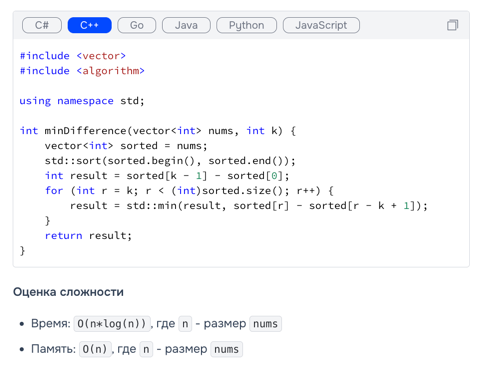 C# C++ Go Java Python JavaScript
#include <vector>
#include <algorithm>
using namespace std;
int minDifference(vector<int> nums, int k) {
    vector<int> sorted = nums;
    std::sort(sorted.begin(), sorted.end());
    int result = sorted[k - 1] - sorted[0];
    for (int r = k; r < (int)sorted.size(); r++) {
        result = std::min(result, sorted[r] - sorted[r - k + 1]);
    }
    return result;
}
Оценка сложности
• Время: O(n*log(n)), где n - размер nums
• Память: O(n), где n - размер nums